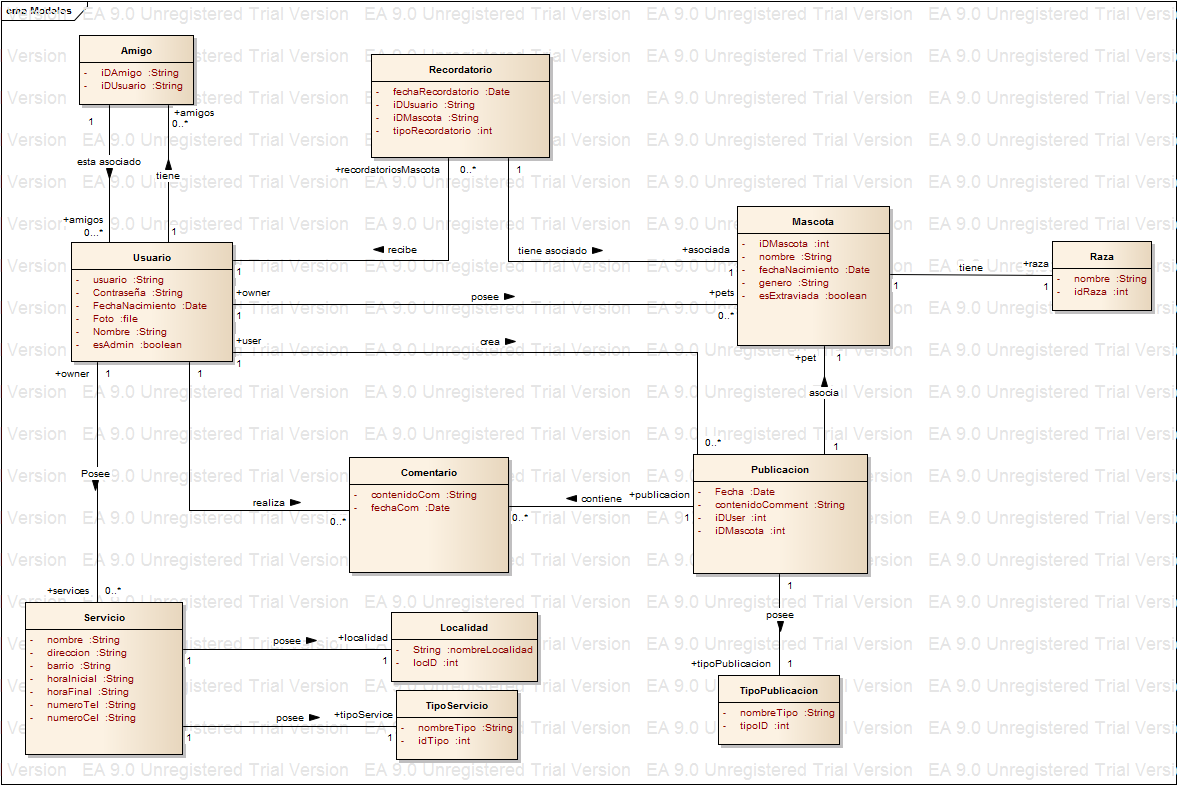 cmp Modelos
EA 9.0 Unregistered Trial Version
Amigo
- iDAmigo :String
- iDUsuario :String
1
+amigos
0..*
esta asociado
tiene
+amigos
0...*
1
Recordatorio
- fechaRecordatorio :Date
- iDUsuario :String
- iDMascota :String
- tipoRecordatorio :int
+recordatoriosMascota
0..*
1
recibe
1
tiene asociado
+asociada
1
Usuario
- usuario :String
- Contraseña :String
- FechaNacimiento :Date
- Foto :file
- Nombre :String
- esAdmin :boolean
+owner
1
posee
+pets
0..*
Mascota
- iDMascota :int
- nombre :String
- fechaNacimiento :Date
- genero :String
- esExtraviada :boolean
tiene
1
+raza
1
Raza
- nombre :String
- idRaza :int
+user
1
crea
0..*
+pet
1
asocia
1
+owner
1
1
Posee
+services
0..*
realiza
0..*
Comentario
- contenidoCom :String
- fechaCom :Date
contiene
+publicacion
0..*
1
Publicacion
- Fecha :Date
- contenidoComment :String
- iDUser :int
- iDMascota :int
1
posee
+tipoPublicacion
1
TipoPublicacion
- nombreTipo :String
- tipoID :int
Servicio
- nombre :String
- direccion :String
- barrio :String
- horaInicial :String
- horaFinal :String
- numeroTel :String
- numeroCel :String
posee
+localidad
1
1
Localidad
- String :nombreLocalidad
- locID :int
posee
+tipoService
1
1
TipoServicio
- nombreTipo :String
- idTipo :int